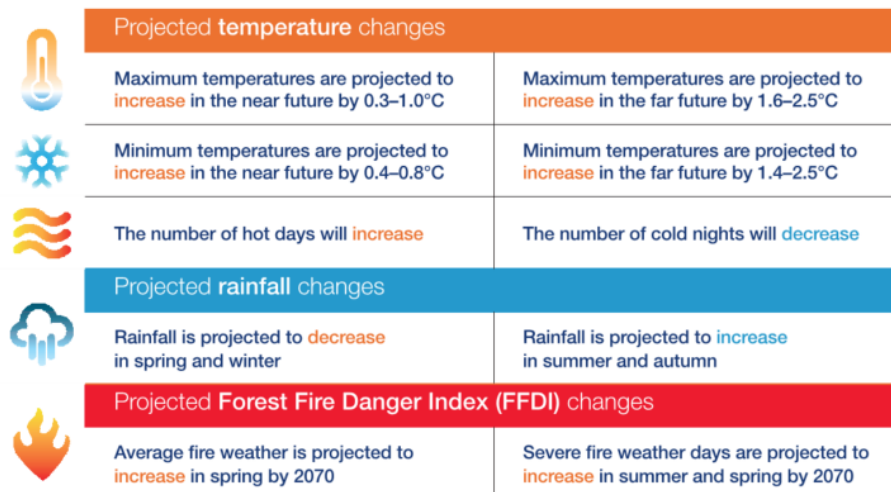 Projected temperature changes
Maximum temperatures are projected to
increase in the near future by 0.3–1.0°C
Maximum temperatures are projected to
increase in the far future by 1.6–2.5°C
Minimum temperatures are projected to
increase in the near future by 0.4–0.8°C
Minimum temperatures are projected to
increase in the far future by 1.4–2.5°C
The number of hot days will increase
The number of cold nights will decrease
Projected rainfall changes
Rainfall is projected to decrease
in spring and winter
Rainfall is projected to increase
in summer and autumn
Projected Forest Fire Danger Index (FFDI) changes
Average fire weather is projected to
increase in spring by 2070
Severe fire weather days are projected to
increase in summer and spring by 2070